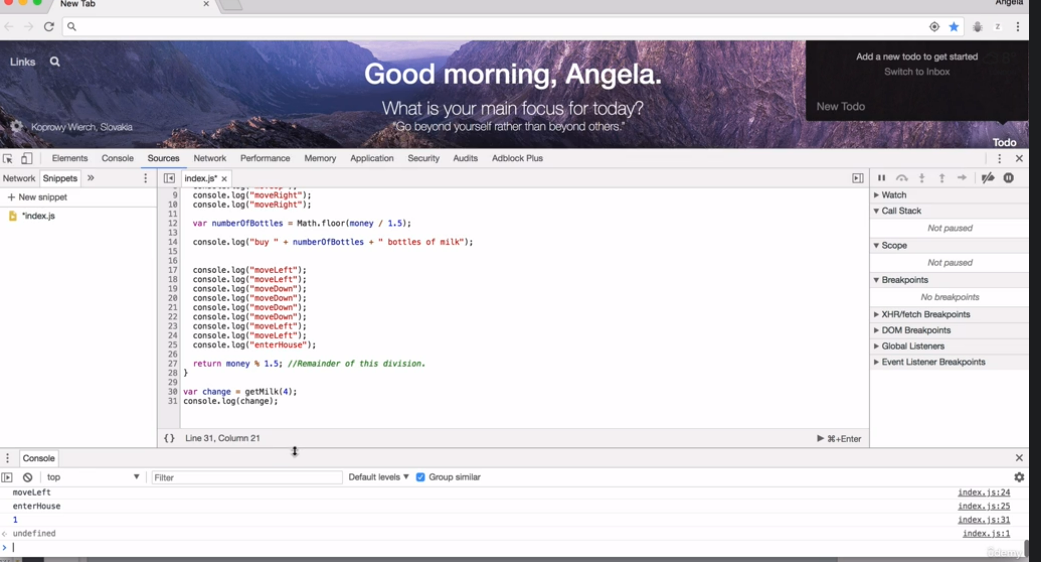 New Tab
Angela
Links
Good morning, Angela.
What is your main focus for today?
"Go beyond yourself rather than beyond others."
Koprowy Wierch, Slovakia
Add a new todo to get started
Switch to Inbox
New Todo
Todo
Elements Console Sources Network Performance Memory Application Security Audits Adblock Plus
Network Snippets »
+ New snippet
*index.js
index.js*
9 console.log("moveRight");
10 console.log("moveRight");
11
12 var numberOfBottles = Math.floor(money / 1.5);
13
14 console.log("buy " + numberOfBottles + " bottles of milk");
15
16
17 console.log("moveLeft");
18 console.log("moveLeft");
19 console.log("moveDown");
20 console.log("moveDown");
21 console.log("moveDown");
22 console.log("moveDown");
23 console.log("moveLeft");
24 console.log("moveLeft");
25 console.log("enterHouse");
26
27 return money % 1.5; //Remainder of this division.
28 }
29
30 var change = getMilk(4);
31 console.log(change);
{} Line 31, Column 21
⌘+Enter
Watch
Call Stack
Not paused
Scope
Not paused
Breakpoints
No breakpoints
XHR/fetch Breakpoints
DOM Breakpoints
Global Listeners
Event Listener Breakpoints
Console
top Filter Default levels Group similar
moveLeft index.js:24
enterHouse index.js:25
1 index.js:31
undefined index.js:1
>